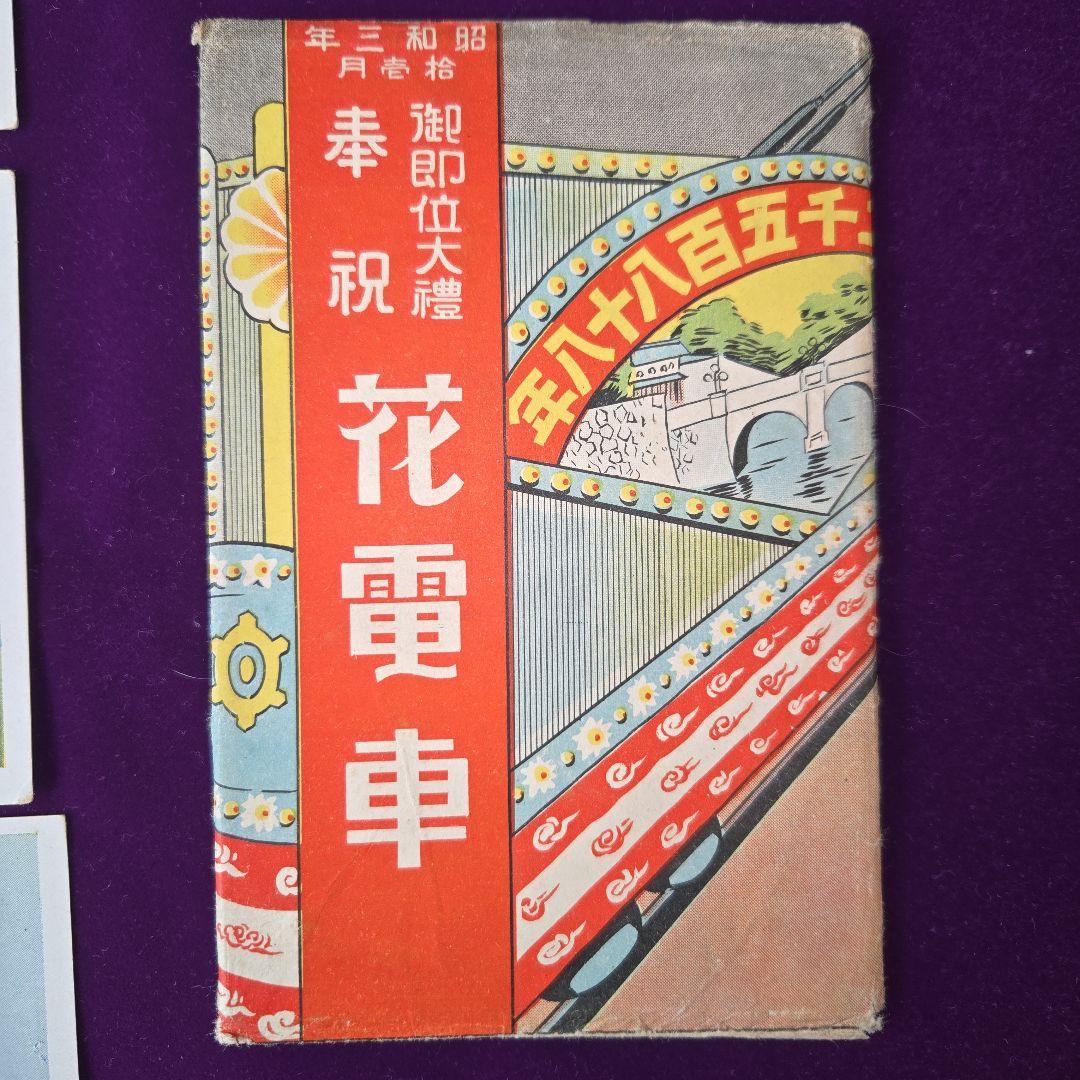 昭和三年
拾壱月
御即位大禮
奉祝
花電車
二千五百八十八年